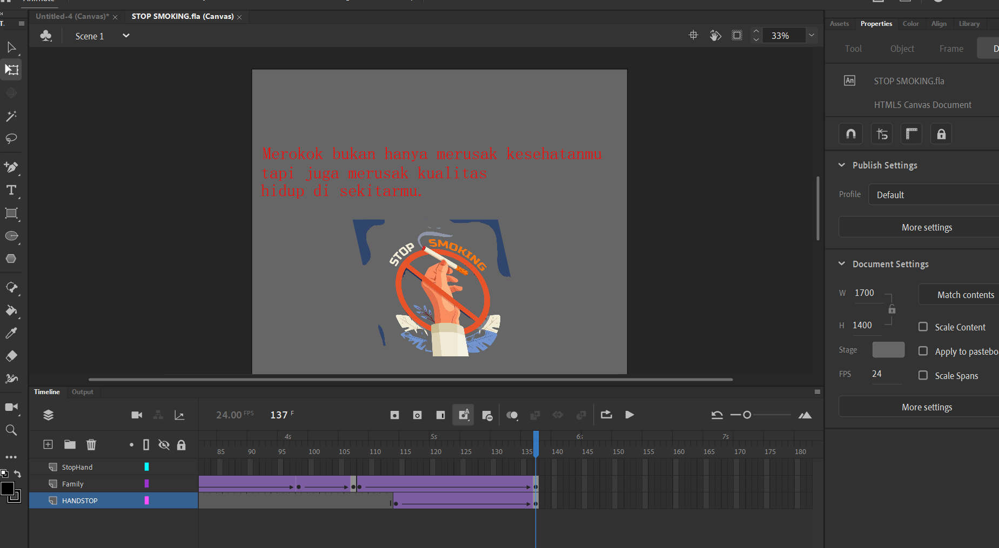 Animate
Untitled-4 (Canvas)* ×
STOP SMOKING.fla (Canvas) ×
T.
Scene 1
33%
Assets
Properties
Color
Align
Library
Tool
Object
Frame
An
STOP SMOKING.fla
HTML5 Canvas Document
Publish Settings
Profile
Default
More settings
Document Settings
W
1700
Match contents
H
1400
Scale Content
Stage
Apply to pastebo
FPS
24
Scale Spans
More settings
Merokok bukan hanya merusak kesehatanmu
tapi juga merusak kualitas
hidup di sekitarmu.
STOP SMOKING
Timeline
Output
24.00 FPS
137 F
4s 5s 6s 7s
85 90 95 100 105 110 115 120 125 130 135 140 145 150 155 160 165 170 175 180
StopHand
Family
HANDSTOP